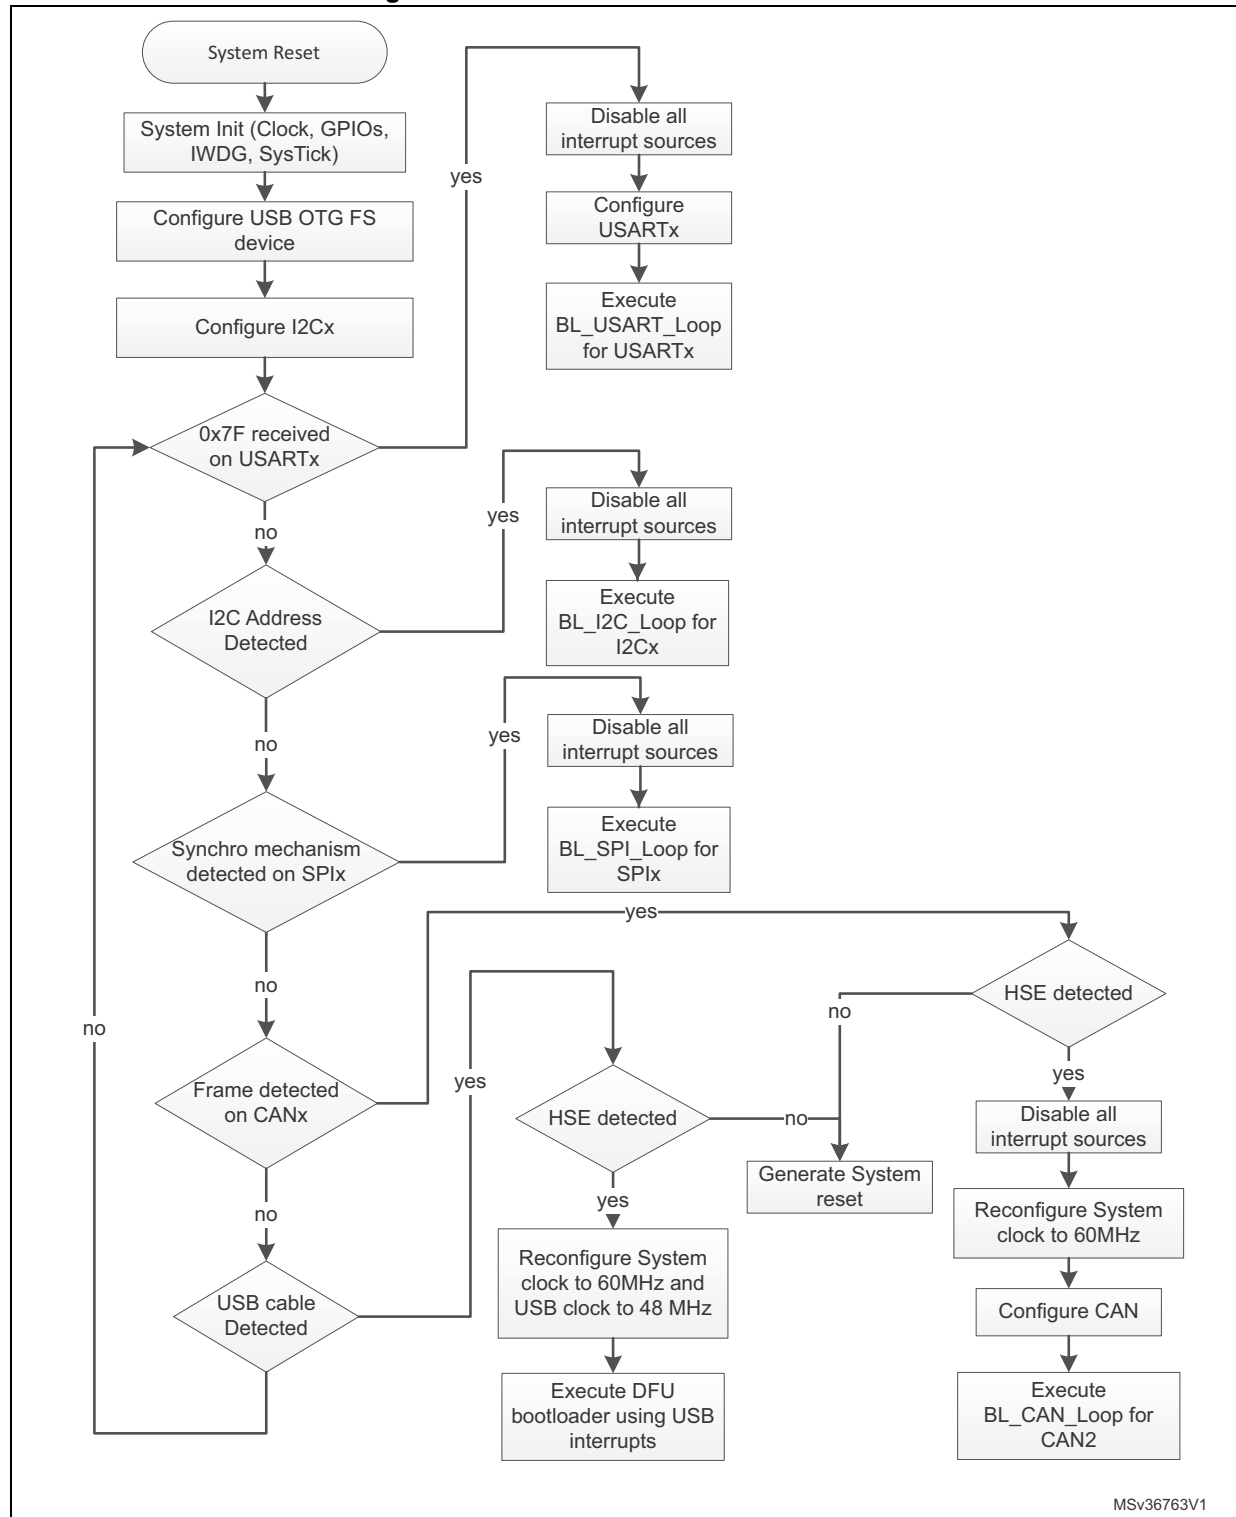 System Reset
System Init (Clock, GPIOs,
IWDG, SysTick)
Configure USB OTG FS
device
Configure I2Cx
0x7F received
on USARTx
yes
Disable all
interrupt sources
Configure
USARTx
Execute
BL_USART_Loop
for USARTx
no
I2C Address
Detected
yes
Disable all
interrupt sources
Execute
BL_I2C_Loop for
I2Cx
no
Synchro mechanism
detected on SPIx
yes
Disable all
interrupt sources
Execute
BL_SPI_Loop for
SPIx
no
Frame detected
on CANx
yes
HSE detected
no
yes
Disable all
interrupt sources
Reconfigure System
clock to 60MHz
Configure CAN
Execute
BL_CAN_Loop for
CAN2
no
USB cable
Detected
yes
HSE detected
no
Generate System
reset
yes
Reconfigure System
clock to 60MHz and
USB clock to 48 MHz
Execute DFU
bootloader using USB
interrupts
no
MSv36763V1